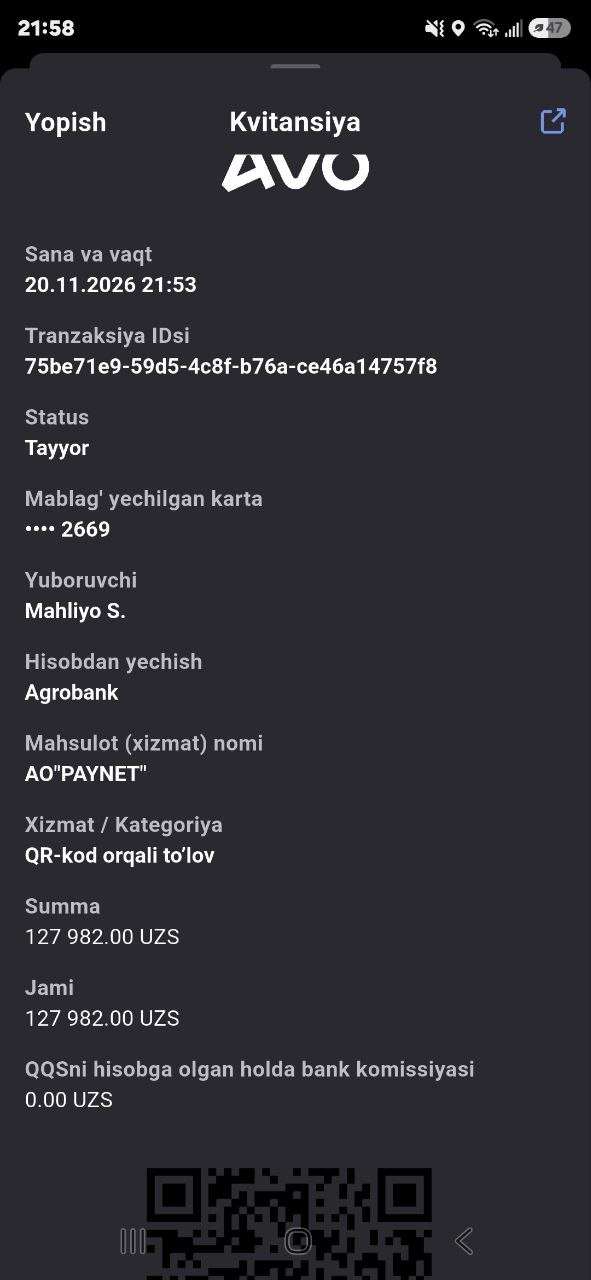 21:58
47
Yopish
Kvitansiya
AVO
Sana va vaqt
20.11.2026 21:53
Tranzaksiya IDsi
75be71e9-59d5-4c8f-b76a-ce46a14757f8
Status
Tayyor
Mablag' yechilgan karta
•••• 2669
Yuboruvchi
Mahliyo S.
Hisobdan yechish
Agrobank
Mahsulot (xizmat) nomi
AO"PAYNET"
Xizmat / Kategoriya
QR-kod orqali to’lov
Summa
127 982.00 UZS
Jami
127 982.00 UZS
QQSni hisobga olgan holda bank komissiyasi
0.00 UZS